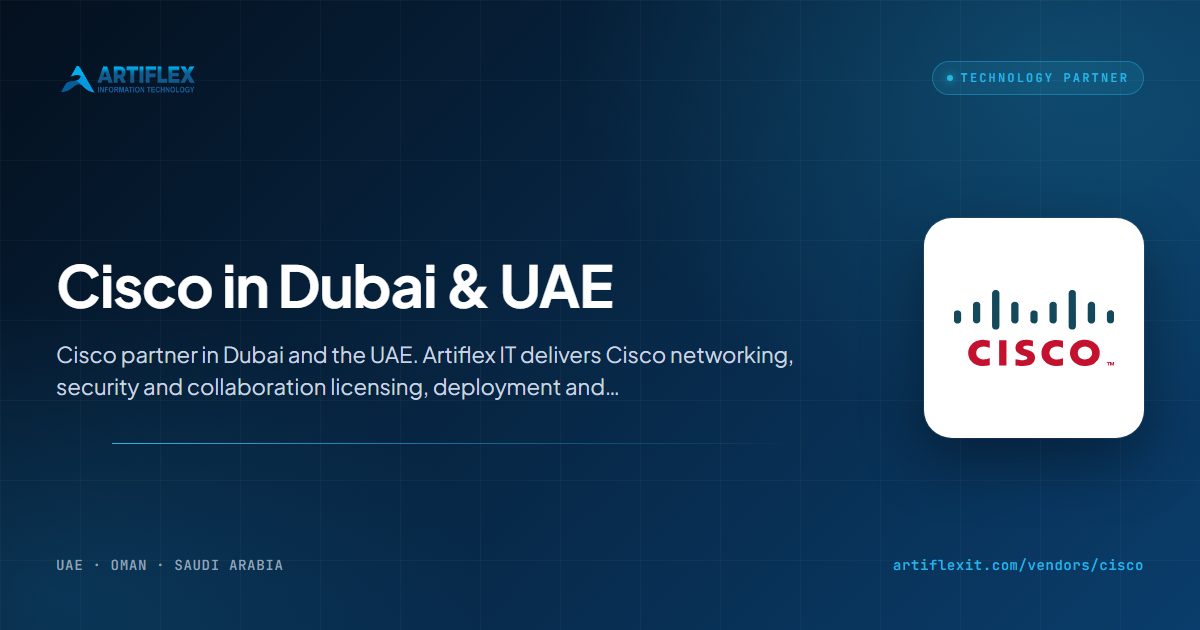 ARTIFLEX
INFORMATION TECHNOLOGY
TECHNOLOGY PARTNER
Cisco in Dubai & UAE
Cisco partner in Dubai and the UAE. Artiflex IT delivers Cisco networking,
security and collaboration licensing, deployment and…
CISCO™
UAE · OMAN · SAUDI ARABIA
artiflexit.com/vendors/cisco